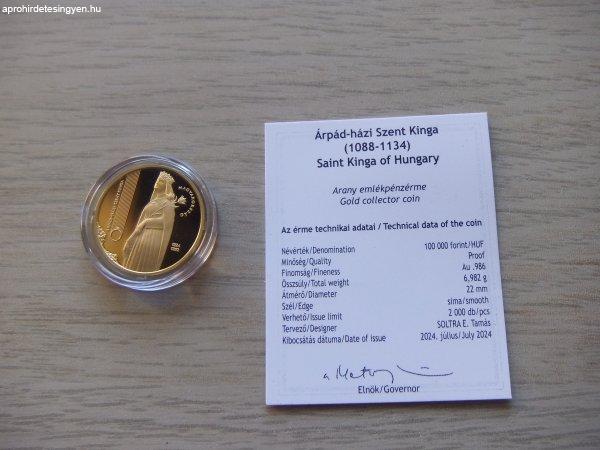 aprohirdetesingyen.hu
MAGYARORSZÁG
Árpád-házi Szent Kinga
(1088-1134)
Saint Kinga of Hungary
Arany emlékpénzérme
Gold collector coin
Az érme technikai adatai / Technical data of the coin
Névérték/Denomination 100 000 forint/HUF
Minőség/Quality Proof
Finomság/Fineness Au .986
Összsúly/Total weight 6,982 g
Átmérő/Diameter 22 mm
Szél/Edge sima/smooth
Verhető/Issue limit 2 000 db/pcs
Tervező/Designer SOLTRA E. Tamás
Kibocsátás dátuma/Date of issue 2024. július/July 2024
Elnök/Governor